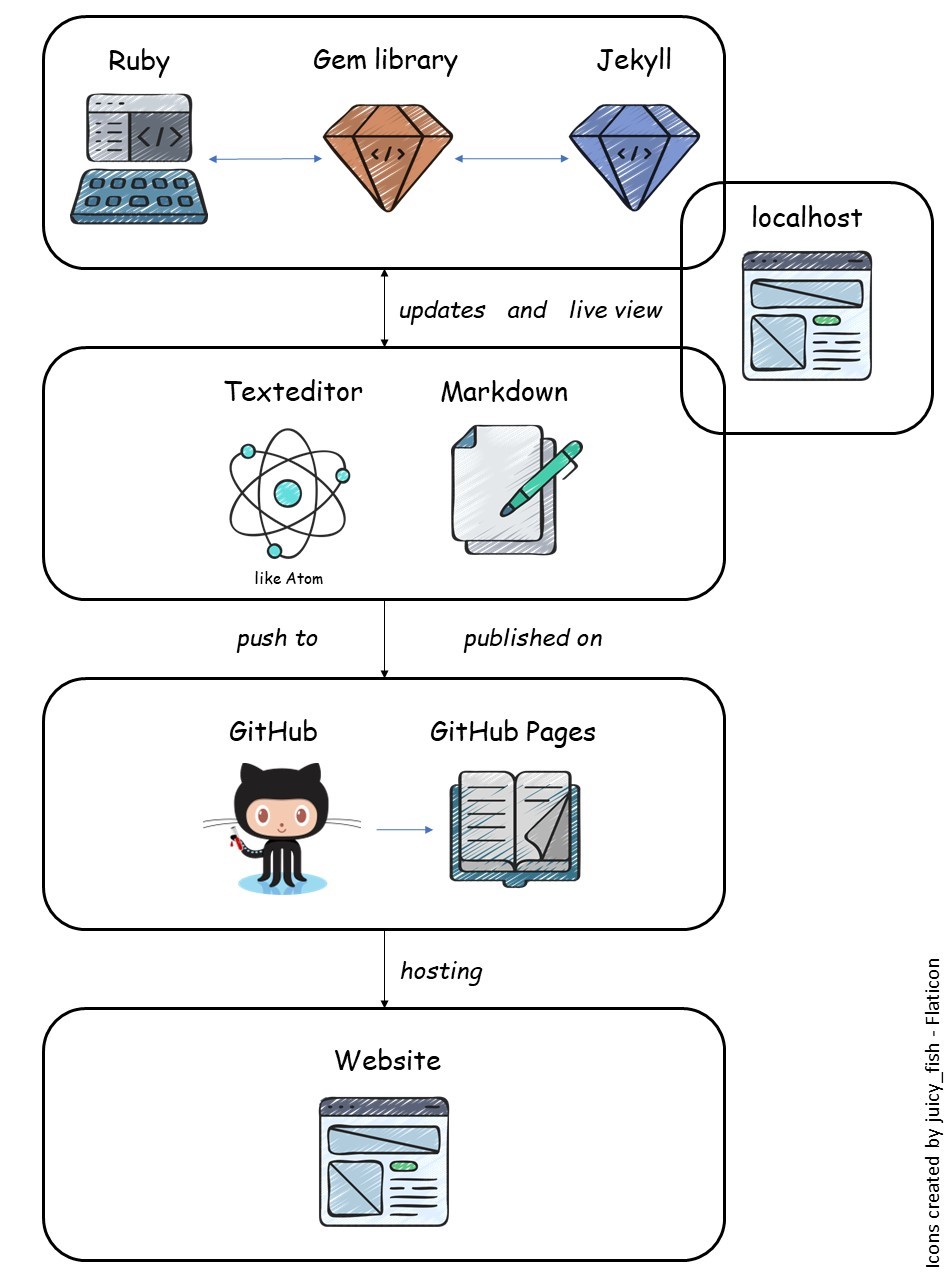 Ruby
Gem library
Jekyll
</>
</>
</>
localhost
updates and live view
Texteditor
Markdown
like Atom
push to
published on
GitHub
GitHub Pages
hosting
Website
Icons created by juicy_fish - Flaticon